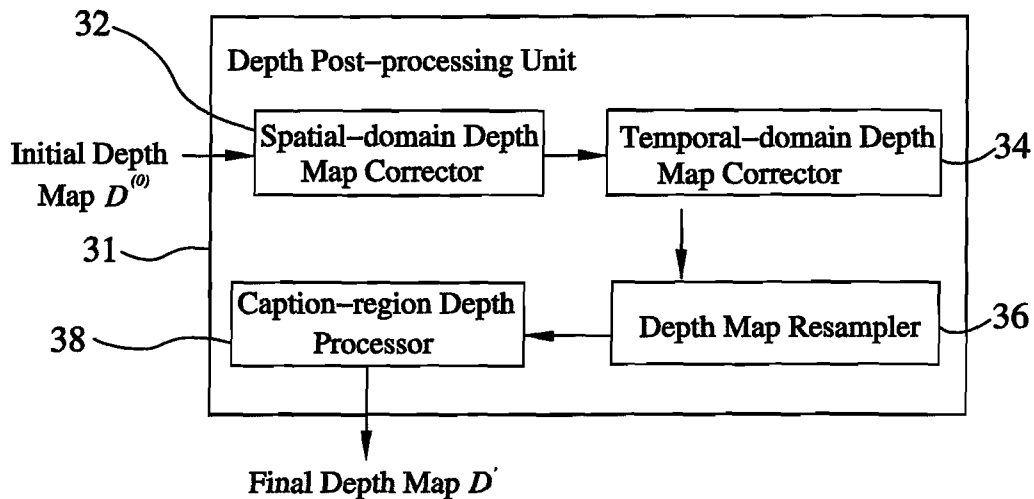 32
Depth Post-processing Unit
Initial Depth
Map D^(0)
Spatial-domain Depth
Map Corrector
Temporal-domain Depth
Map Corrector
34
31
Caption-region Depth
Processor
38
Depth Map Resampler
36
Final Depth Map D'